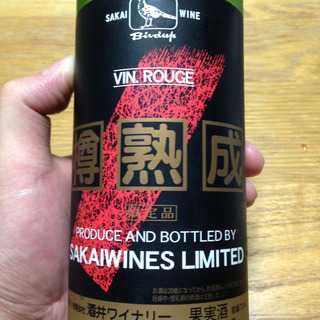 SAKAI WINE
Birdup
VIN. ROUGE
樽熟成
限定品
PRODUCE AND BOTTLED BY
SAKAIWINES LIMITED
酒井ワイナリー 果実酒